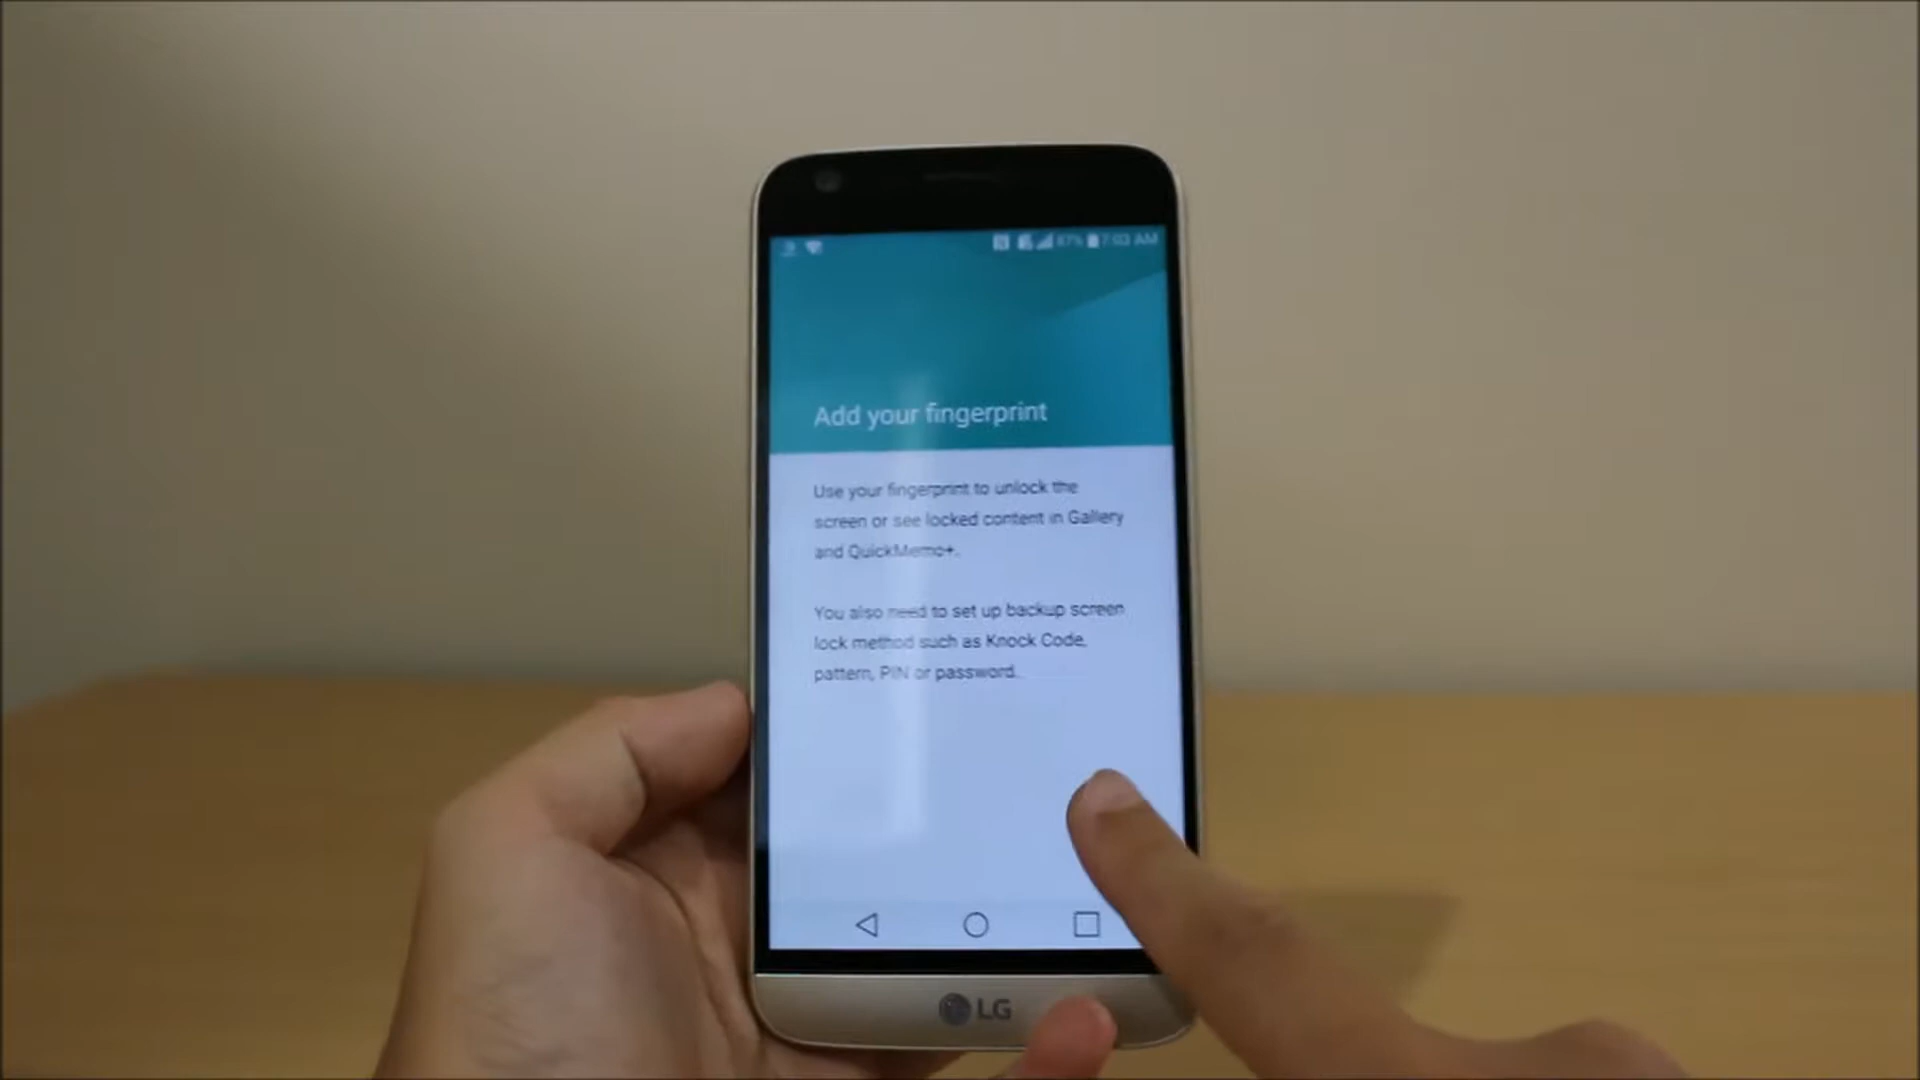 87% 7:03 AM
Add your fingerprint
Use your fingerprint to unlock the
screen or see locked content in Gallery
and QuickMemo+.
You also need to set up backup screen
lock method such as Knock Code,
pattern, PIN or password.
LG